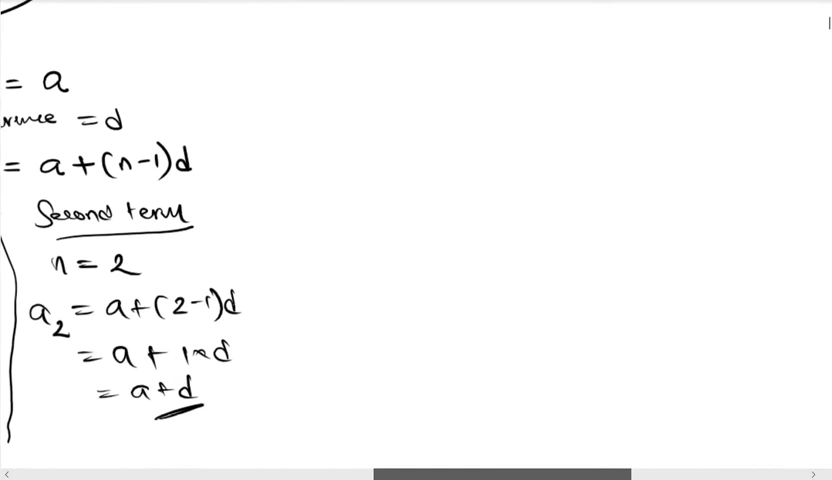 = a
= d
= a + (n-1)d
Second term
n = 2
a₂ = a + (2-1)d
= a + 1×d
= a + d